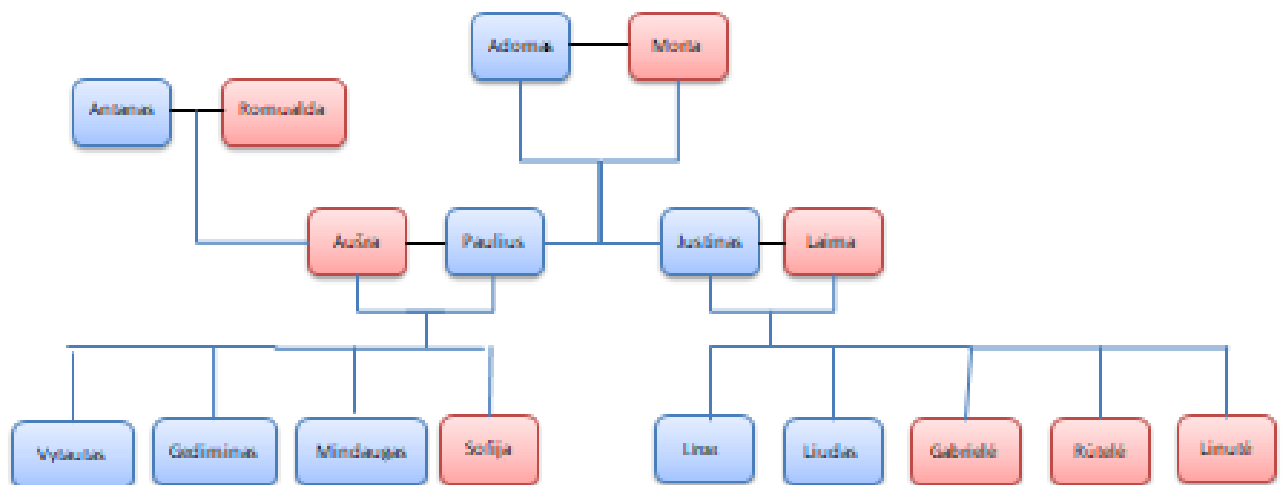 Adomas
Morta
Antanas
Romualda
Aušra
Paulius
Justinas
Laima
Vytautas
Gediminas
Mindaugas
Sofija
Linas
Liudas
Gabrielė
Rūtelė
Linutė